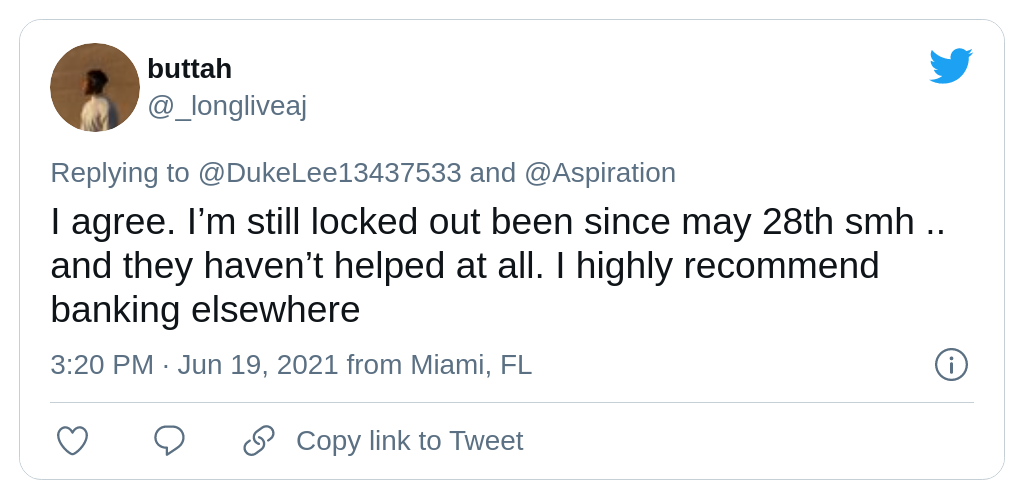 buttah
@_longliveaj
Replying to @DukeLee13437533 and @Aspiration
I agree. I’m still locked out been since may 28th smh ..
and they haven’t helped at all. I highly recommend
banking elsewhere
3:20 PM · Jun 19, 2021 from Miami, FL
Copy link to Tweet